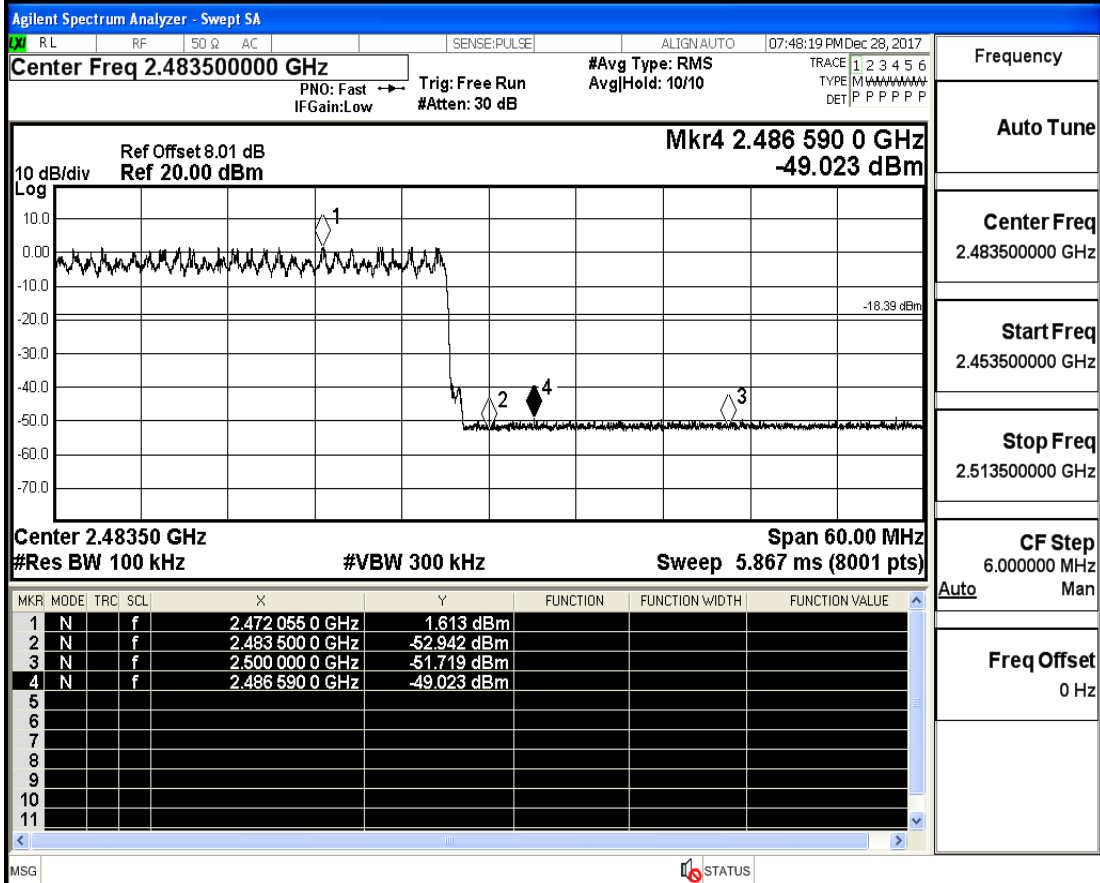 Agilent Spectrum Analyzer - Swept SA
LXI RL RF 50 Ω AC SENSE:PULSE ALIGN AUTO 07:48:19 PM Dec 28, 2017
Center Freq 2.483500000 GHz
PNO: Fast
IFGain:Low
Trig: Free Run
#Atten: 30 dB
#Avg Type: RMS
Avg|Hold: 10/10
TRACE 1 2 3 4 5 6
TYPE M WWWWW
DET P P P P P P
Frequency
Mkr4 2.486 590 0 GHz
-49.023 dBm
Ref Offset 8.01 dB
10 dB/div Ref 20.00 dBm
Log
10.0
0.00
-10.0
-20.0
-30.0
-40.0
-50.0
-60.0
-70.0
1
-18.39 dBm
2
4
3
Center 2.48350 GHz Span 60.00 MHz
#Res BW 100 kHz #VBW 300 kHz Sweep 5.867 ms (8001 pts)
MKR MODE TRC SCL X Y FUNCTION FUNCTION WIDTH FUNCTION VALUE
1 N f 2.472 055 0 GHz 1.613 dBm
2 N f 2.483 500 0 GHz -52.942 dBm
3 N f 2.500 000 0 GHz -51.719 dBm
4 N f 2.486 590 0 GHz -49.023 dBm
5
6
7
8
9
10
11
MSG STATUS
Auto Tune
Center Freq
2.483500000 GHz
Start Freq
2.453500000 GHz
Stop Freq
2.513500000 GHz
CF Step
6.000000 MHz
Auto Man
Freq Offset
0 Hz